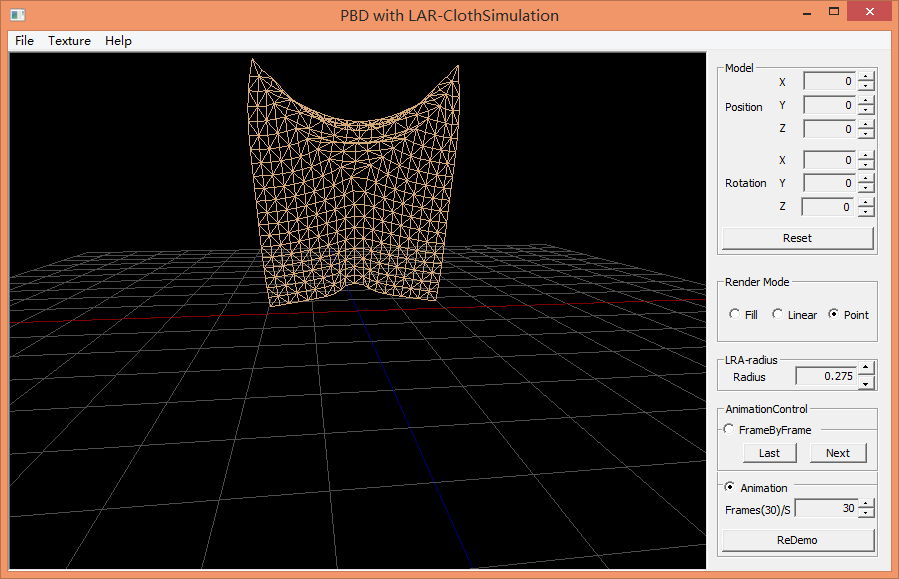 PBD with LAR-ClothSimulation
File Texture Help
Model
X 0
Position Y 0
Z 0
X 0
Rotation Y 0
Z 0
Reset
Render Mode
Fill Linear Point
LRA-radius
Radius 0.275
AnimationControl
FrameByFrame
Last Next
Animation
Frames(30)/S 30
ReDemo